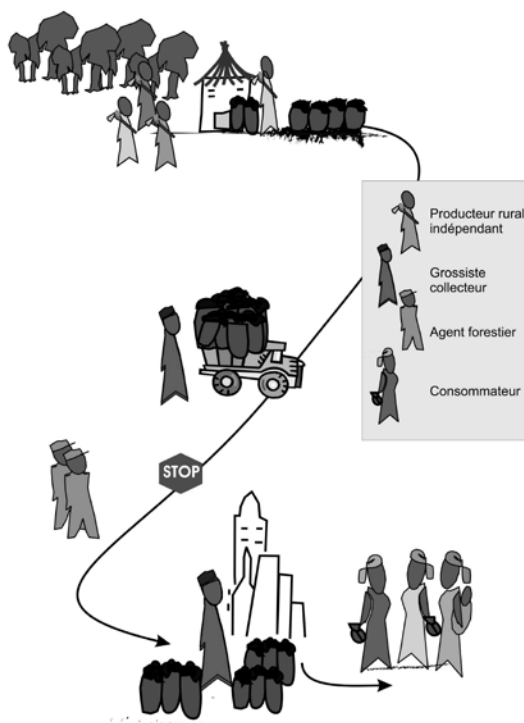 Producteur rural
indépendant
Grossiste
collecteur
Agent forestier
Consommateur
STOP